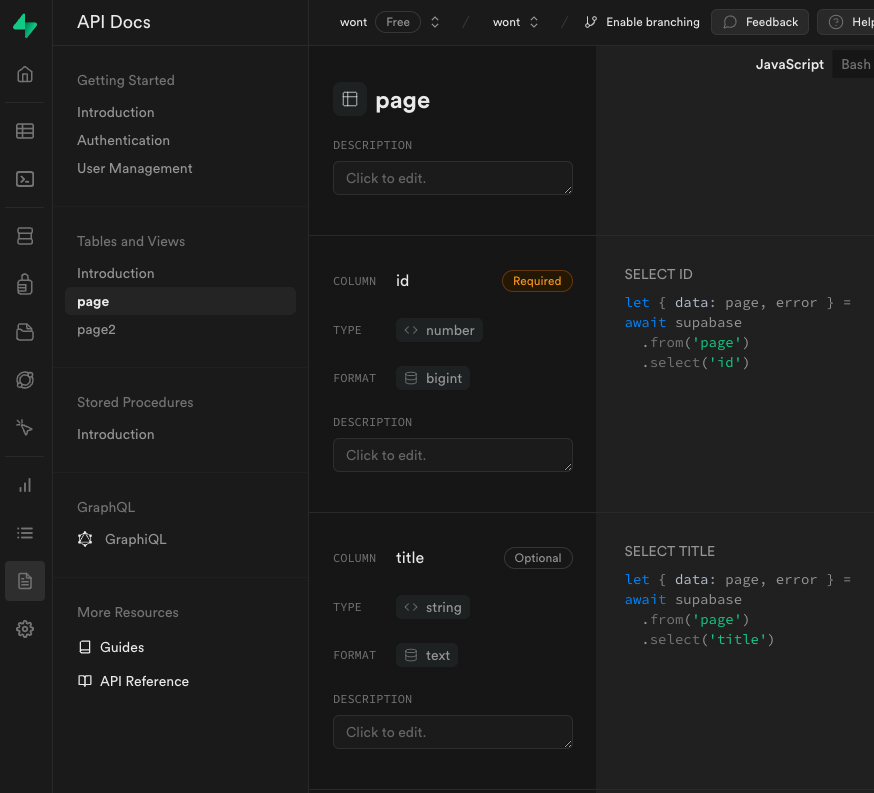 API Docs
wont Free / wont / Enable branching Feedback Help
Getting Started
Introduction
Authentication
User Management
Tables and Views
Introduction
page
page2
Stored Procedures
Introduction
GraphQL
GraphiQL
More Resources
Guides
API Reference
JavaScript Bash
page
DESCRIPTION
Click to edit.
COLUMN id Required
TYPE <> number
FORMAT bigint
DESCRIPTION
Click to edit.
SELECT ID
let { data: page, error } =
await supabase
.from('page')
.select('id')
COLUMN title Optional
TYPE <> string
FORMAT text
DESCRIPTION
Click to edit.
SELECT TITLE
let { data: page, error } =
await supabase
.from('page')
.select('title')